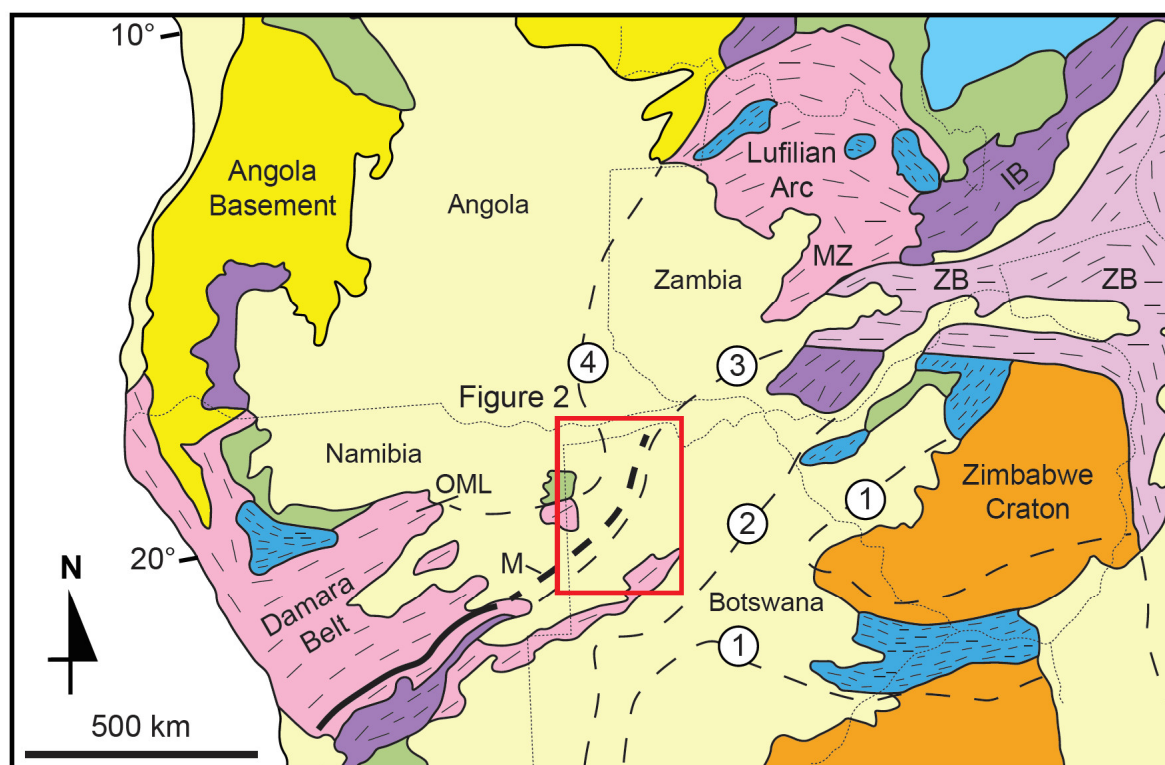 10°
Angola
Basement
Angola
Lufilian
Arc
IB
MZ
Zambia
ZB
ZB
4
3
Figure 2
Namibia
OML
Zimbabwe
Craton
1
2
20°
M
N
Damara
Belt
Botswana
1
500 km